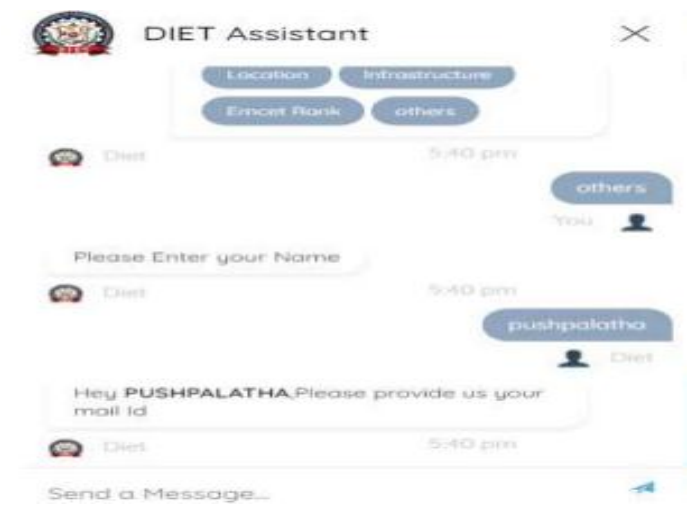 DIET Assistant
Location Infrastructure
Emcet Rank others
Diet 5:40 pm
others
You
Please Enter your Name
Diet 5:40 pm
pushpalatha
Diet
Hey PUSHPALATHA,Please provide us your
mail Id
Diet 5:40 pm
Send a Message...